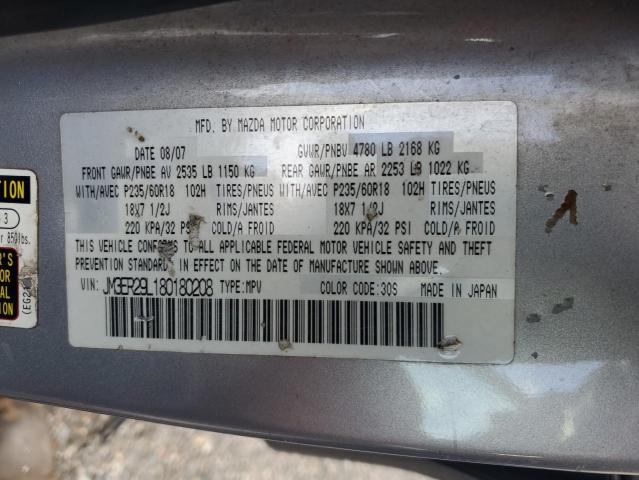 MFD. BY MAZDA MOTOR CORPORATION
DATE 08/07 GVWR/PNBV 4780 LB 2168 KG
FRONT GAWR/PNBE AV 2535 LB 1150 KG REAR GAWR/PNBE AR 2253 LB 1022 KG
WITH/AVEC P235/60R18 102H TIRES/PNEUS WITH/AVEC P235/60R18 102H TIRES/PNEUS
18X7 1/2J RIMS/JANTES 18X7 1/2J RIMS/JANTES
220 KPA/32 PSI COLD/A FROID 220 KPA/32 PSI COLD/A FROID
THIS VEHICLE CONFORMS TO ALL APPLICABLE FEDERAL MOTOR VEHICLE SAFETY AND THEFT
PREVENTION STANDARDS IN EFFECT ON THE DATE OF MANUFACTURE SHOWN ABOVE.
VIN: JM3ER29L180180208 TYPE: MPV COLOR CODE: 30S MADE IN JAPAN
TION
3
r 850lbs.
R'S
OR
(EG2